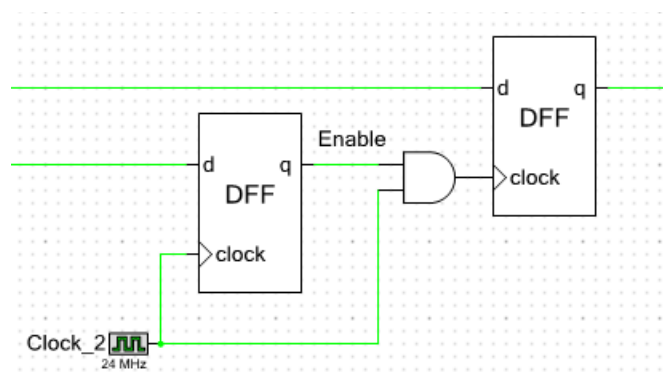 d q
DFF
clock
Enable
d q
DFF
clock
Clock_2
24 MHz